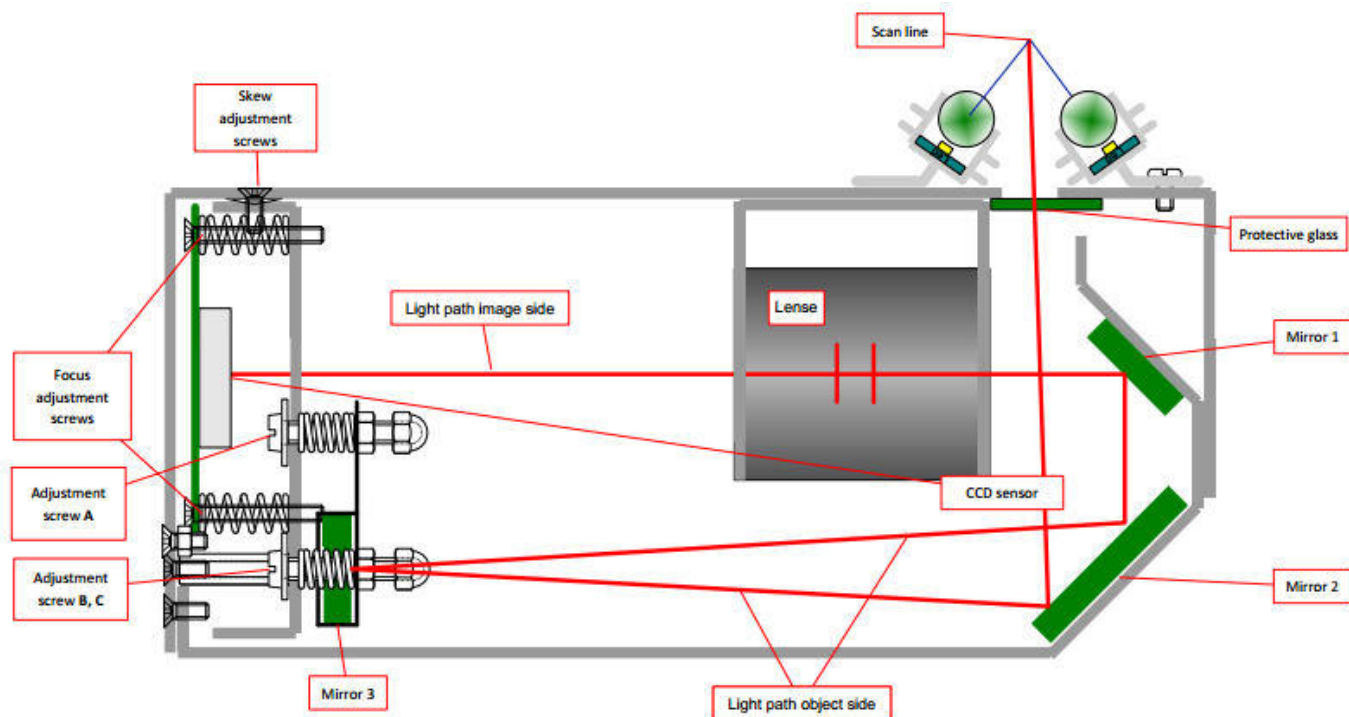 Scan line
Skew
adjustment
screws
Protective glass
Light path image side
Lense
Mirror 1
Focus
adjustment
screws
Adjustment
screw A
CCD sensor
Adjustment
screw B, C
Mirror 2
Mirror 3
Light path object side